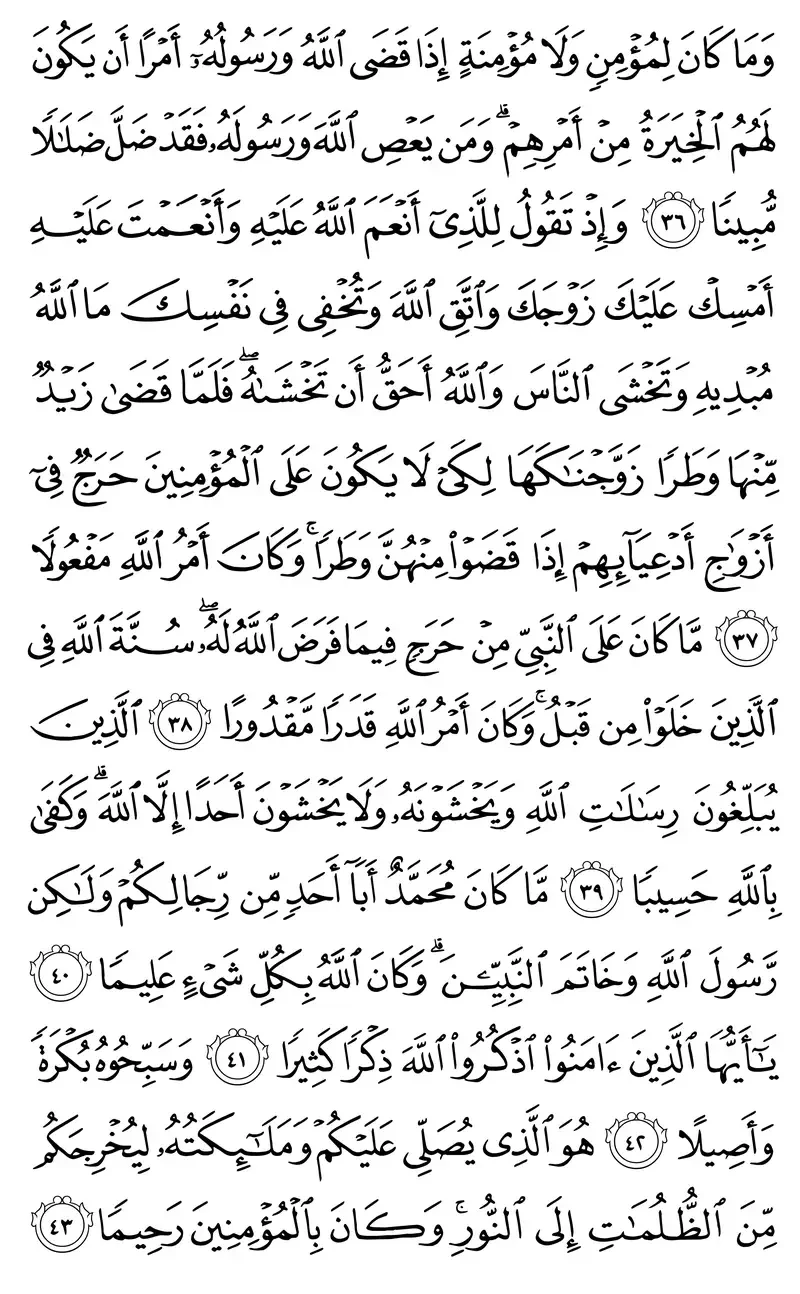 وَمَا كَانَ لِمُؤْمِنٍ وَلَا مُؤْمِنَةٍ إِذَا قَضَى ٱللَّهُ وَرَسُولُهُۥٓ أَمْرًا أَن يَكُونَ
لَهُمُ ٱلْخِيَرَةُ مِنْ أَمْرِهِمْ ۗ وَمَن يَعْصِ ٱللَّهَ وَرَسُولَهُۥ فَقَدْ ضَلَّ ضَلَٰلًا
مُّبِينًا ٣٦ وَإِذْ تَقُولُ لِلَّذِىٓ أَنْعَمَ ٱللَّهُ عَلَيْهِ وَأَنْعَمْتَ عَلَيْهِ
أَمْسِكْ عَلَيْكَ زَوْجَكَ وَٱتَّقِ ٱللَّهَ وَتُخْفِى فِى نَفْسِكَ مَا ٱللَّهُ
مُبْدِيهِ وَتَخْشَى ٱلنَّاسَ وَٱللَّهُ أَحَقُّ أَن تَخْشَىٰهُ ۖ فَلَمَّا قَضَىٰ زَيْدٌ
مِّنْهَا وَطَرًا زَوَّجْنَٰكَهَا لِكَىْ لَا يَكُونَ عَلَى ٱلْمُؤْمِنِينَ حَرَجٌ فِىٓ
أَزْوَٰجِ أَدْعِيَآئِهِمْ إِذَا قَضَوْا۟ مِنْهُنَّ وَطَرًا ۚ وَكَانَ أَمْرُ ٱللَّهِ مَفْعُولًا
٣٧ مَّا كَانَ عَلَى ٱلنَّبِىِّ مِنْ حَرَجٍ فِيمَا فَرَضَ ٱللَّهُ لَهُۥ ۖ سُنَّةَ ٱللَّهِ فِى
ٱلَّذِينَ خَلَوْا۟ مِن قَبْلُ ۚ وَكَانَ أَمْرُ ٱللَّهِ قَدَرًا مَّقْدُورًا ٣٨ ٱلَّذِينَ
يُبَلِّغُونَ رِسَٰلَٰتِ ٱللَّهِ وَيَخْشَوْنَهُۥ وَلَا يَخْشَوْنَ أَحَدًا إِلَّا ٱللَّهَ ۗ وَكَفَىٰ
بِٱللَّهِ حَسِيبًا ٣٩ مَّا كَانَ مُحَمَّدٌ أَبَآ أَحَدٍ مِّن رِّجَالِكُمْ وَلَٰكِن
رَّسُولَ ٱللَّهِ وَخَاتَمَ ٱلنَّبِيِّـۧنَ ۗ وَكَانَ ٱللَّهُ بِكُلِّ شَىْءٍ عَلِيمًا ٤٠
يَٰٓأَيُّهَا ٱلَّذِينَ ءَامَنُوا۟ ٱذْكُرُوا۟ ٱللَّهَ ذِكْرًا كَثِيرًا ٤١ وَسَبِّحُوهُ بُكْرَةً
وَأَصِيلًا ٤٢ هُوَ ٱلَّذِى يُصَلِّى عَلَيْكُمْ وَمَلَٰٓئِكَتُهُۥ لِيُخْرِجَكُم
مِّنَ ٱلظُّلُمَٰتِ إِلَى ٱلنُّورِ ۚ وَكَانَ بِٱلْمُؤْمِنِينَ رَحِيمًا ٤٣